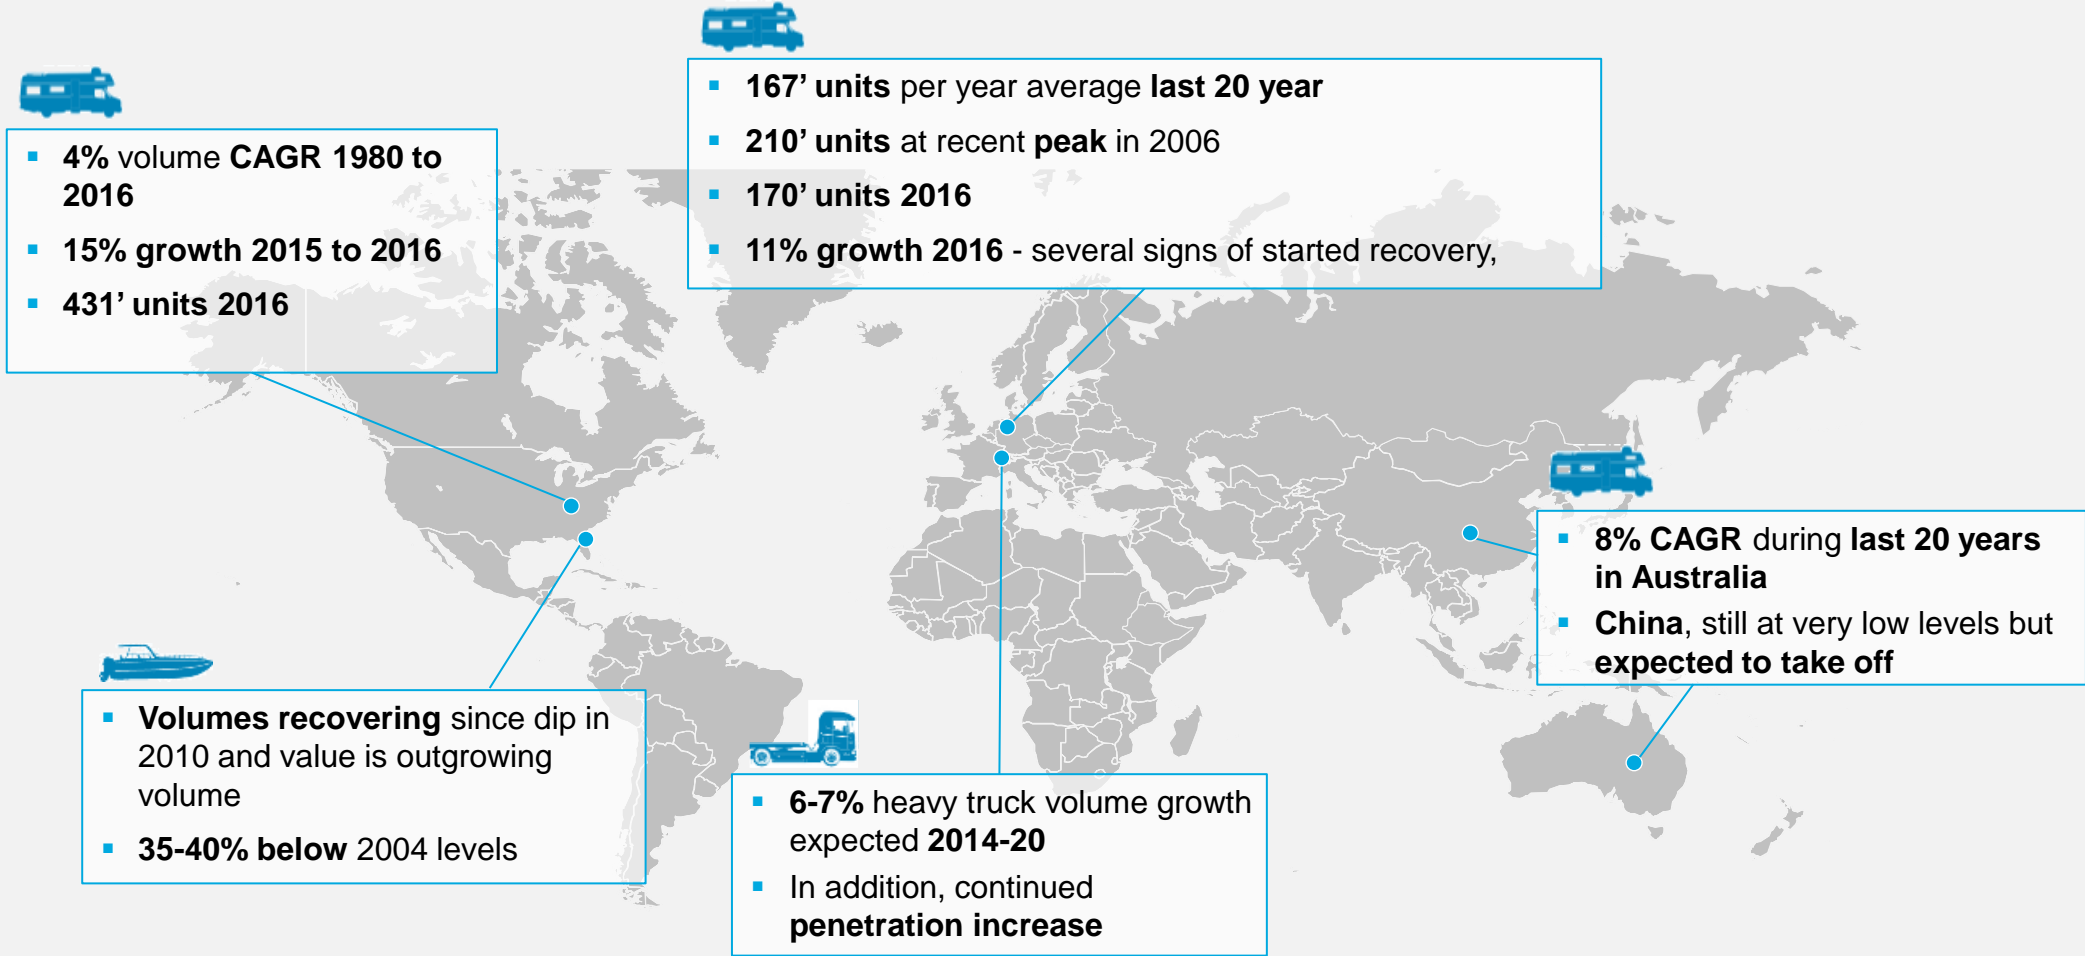 167’ units per year average last 20 year
210’ units at recent peak in 2006
170’ units 2016
11% growth 2016 - several signs of started recovery,
4% volume CAGR 1980 to
2016
15% growth 2015 to 2016
431’ units 2016
8% CAGR during last 20 years
in Australia
China, still at very low levels but
expected to take off
Volumes recovering since dip in
2010 and value is outgrowing
volume
35-40% below 2004 levels
6-7% heavy truck volume growth
expected 2014-20
In addition, continued
penetration increase